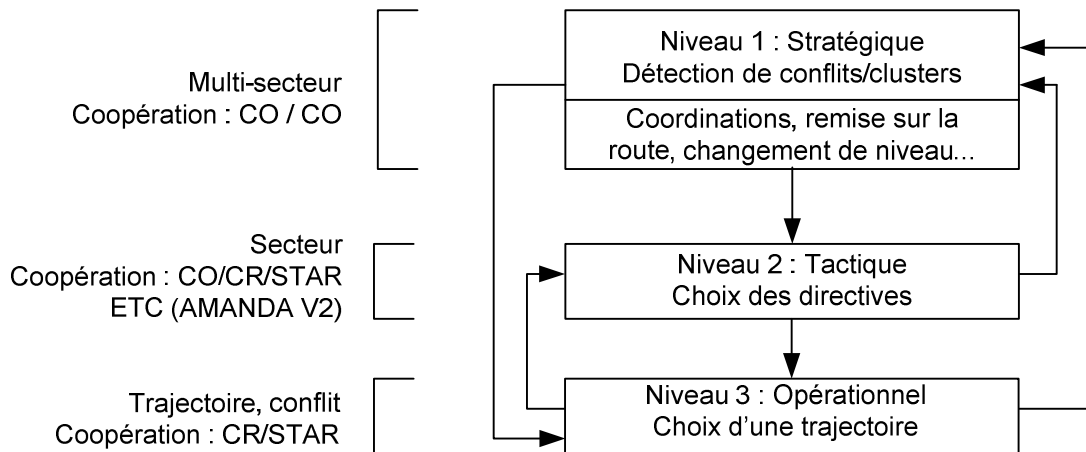 Multi-secteur
Coopération : CO / CO
Niveau 1 : Stratégique
Détection de conflits/clusters
Coordinations, remise sur la
route, changement de niveau...
Secteur
Coopération : CO/CR/STAR
ETC (AMANDA V2)
Niveau 2 : Tactique
Choix des directives
Trajectoire, conflit
Coopération : CR/STAR
Niveau 3 : Opérationnel
Choix d’une trajectoire